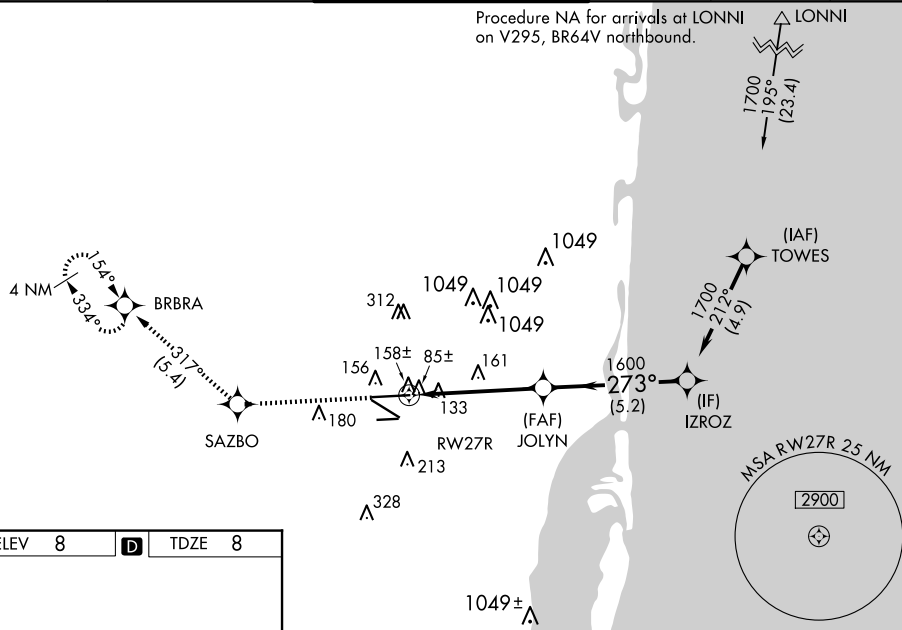 Procedure NA for arrivals at LONNI
on V295, BR64V northbound.
LONNI
1700
195°
(23.4)
(IAF)
TOWES
1700
212°
(4.9)
1049
1049
1049
1049
312
4 NM
154°
334°
BRBRA
317°
(5.4)
156
158±
85±
161
1600
273°
(5.2)
(IF)
IZROZ
133
(FAF)
JOLYN
180
SAZBO
RW27R
213
328
MSA RW27R 25 NM
2900
ELEV 8
D
TDZE 8
1049±